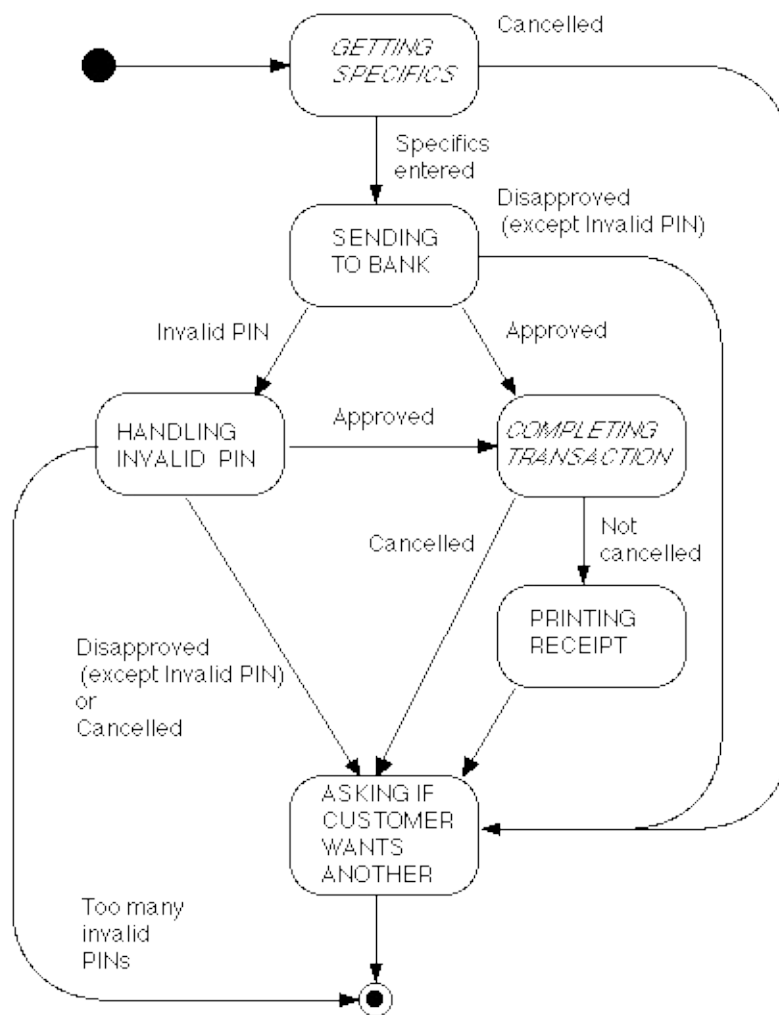 Cancelled
GETTING
SPECIFICS
Specifics
entered
Disapproved
(except Invalid PIN)
SENDING
TO BANK
Invalid PIN
Approved
HANDLING
INVALID PIN
Approved
COMPLETING
TRANSACTION
Cancelled
Not
cancelled
PRINTING
RECEIPT
Disapproved
(except Invalid PIN)
or
Cancelled
ASKING IF
CUSTOMER
WANTS
ANOTHER
Too many
invalid
PINs